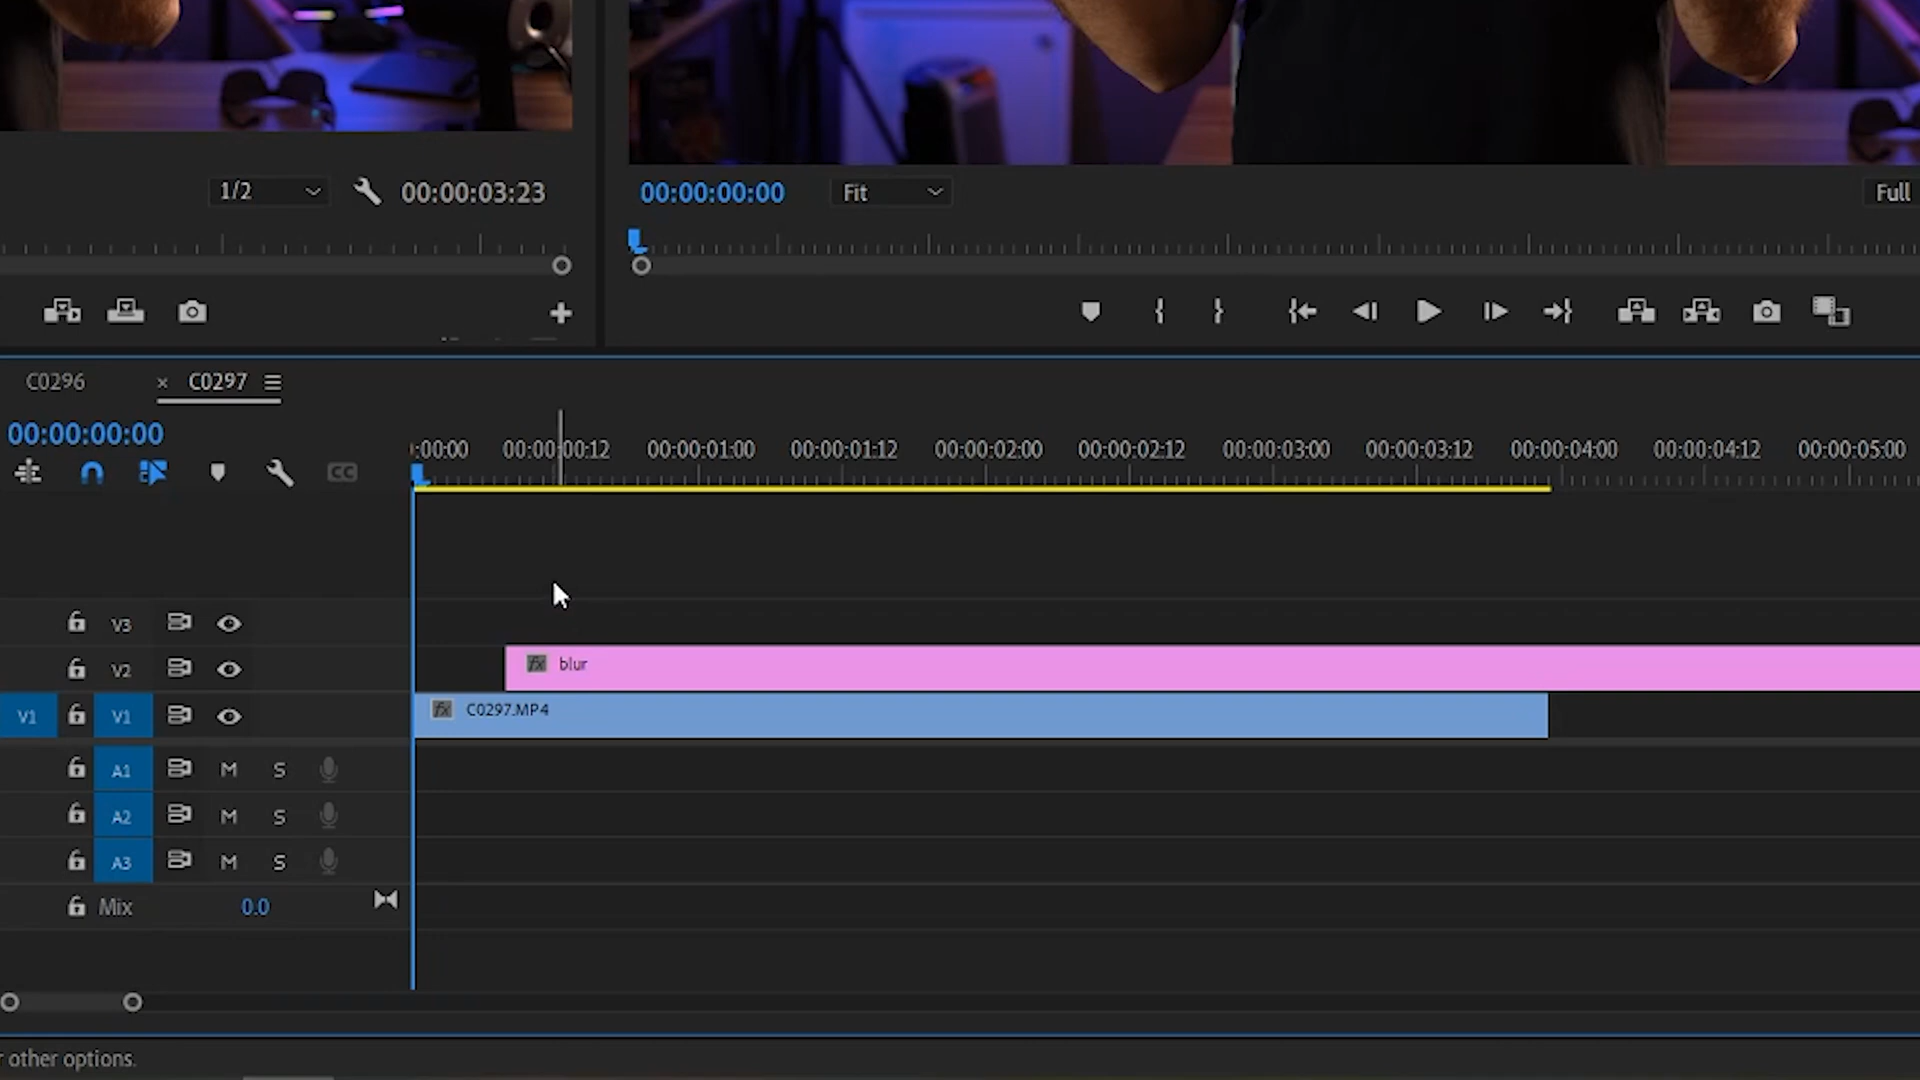 1/2 00:00:03:23 00:00:00:00 Fit Full
C0296 × C0297
00:00:00:00
:00:00 00:00:00:12 00:00:01:00 00:00:01:12 00:00:02:00 00:00:02:12 00:00:03:00 00:00:03:12 00:00:04:00 00:00:04:12 00:00:05:00
CC
V3
V2 fx blur
V1 V1 fx C0297.MP4
A1 M S
A2 M S
A3 M S
Mix 0.0
other options.